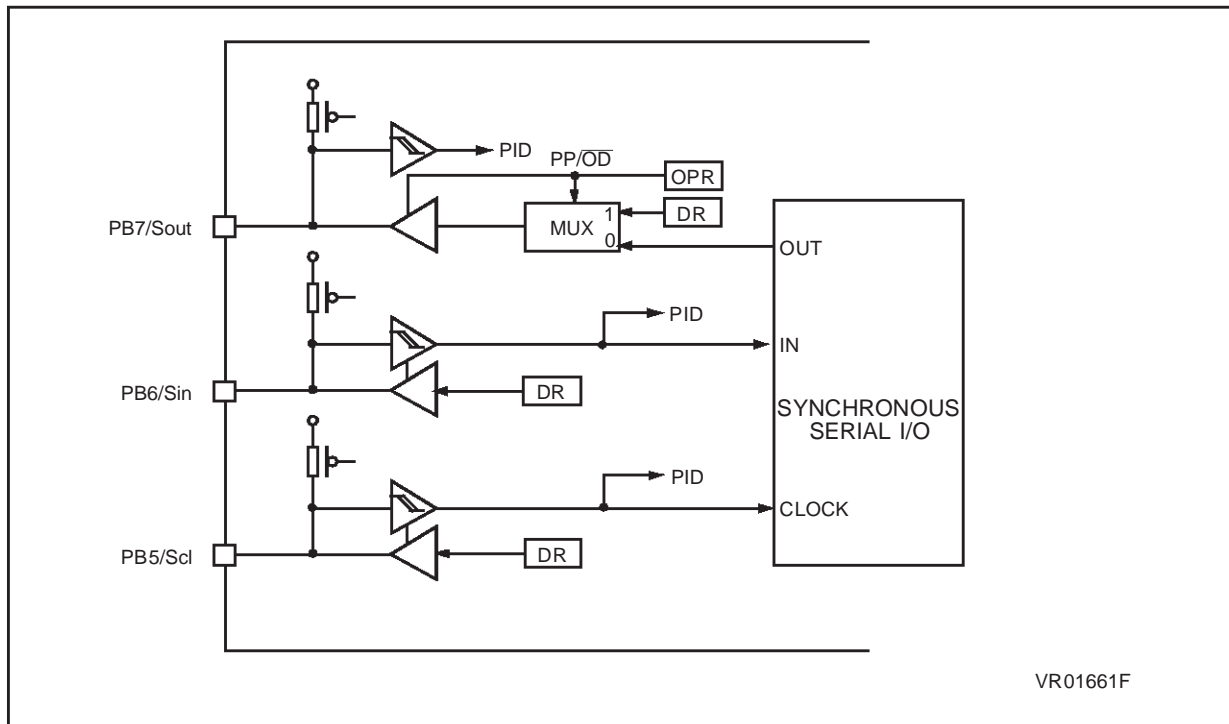 PID
PP/OD
OPR
PB7/Sout
MUX
1
0
DR
OUT
PID
IN
PB6/Sin
DR
SYNCHRONOUS
SERIAL I/O
PID
CLOCK
PB5/Scl
DR
VR01661F